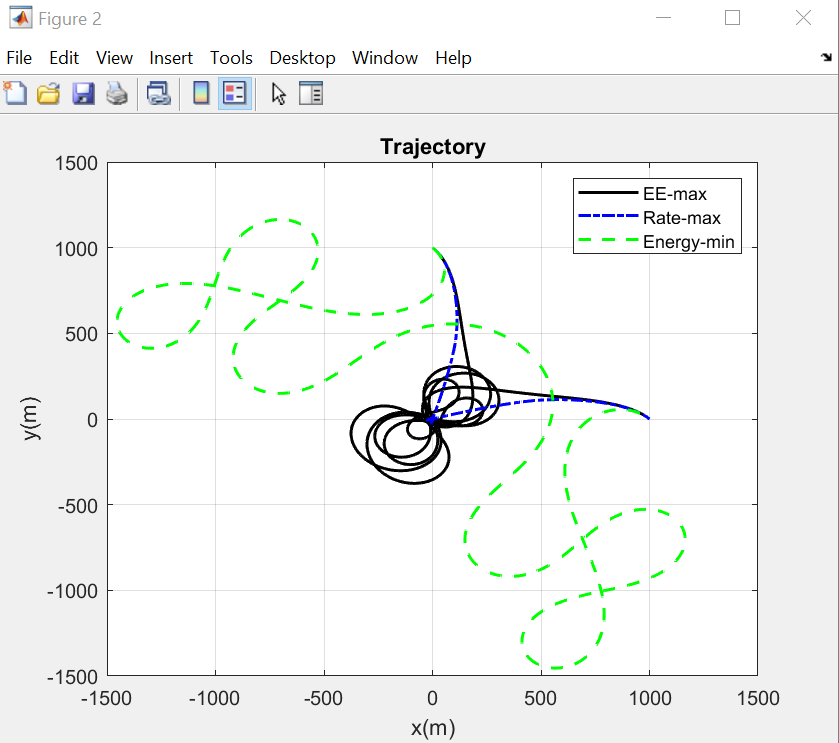 Figure 2
File Edit View Insert Tools Desktop Window Help
Trajectory
1500
1000
500
0
-500
-1000
-1500
y(m)
EE-max
Rate-max
Energy-min
-1500 -1000 -500 0 500 1000 1500
x(m)